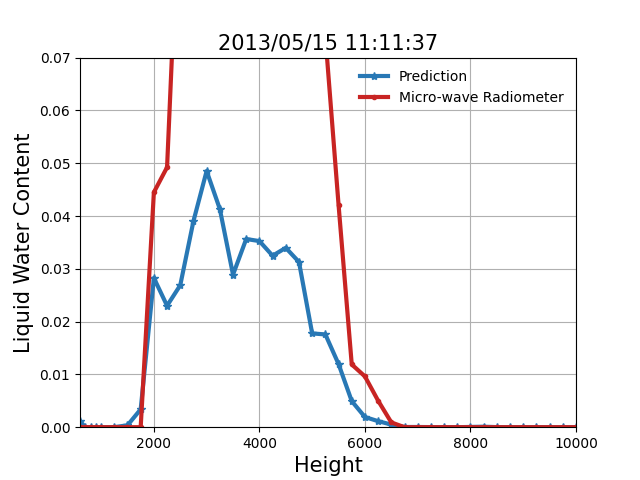 2013/05/15 11:11:37
0.07
0.06
0.05
0.04
0.03
0.02
0.01
0.00
Liquid Water Content
Prediction
Micro-wave Radiometer
2000 4000 6000 8000 10000
Height